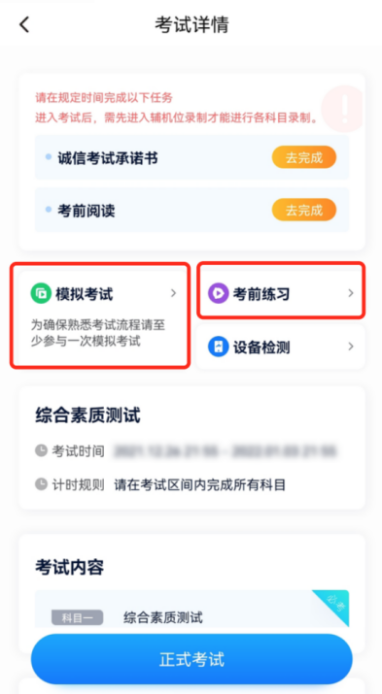 考试详情
请在规定时间完成以下任务
进入考试后，需先进入辅机位录制才能进行各科目录制。
诚信考试承诺书
去完成
考前阅读
去完成
模拟考试
为确保熟悉考试流程请至
少参与一次模拟考试
考前练习
设备检测
综合素质测试
考试时间
计时规则 请在考试区间内完成所有科目
考试内容
必考
科目一 综合素质测试
正式考试